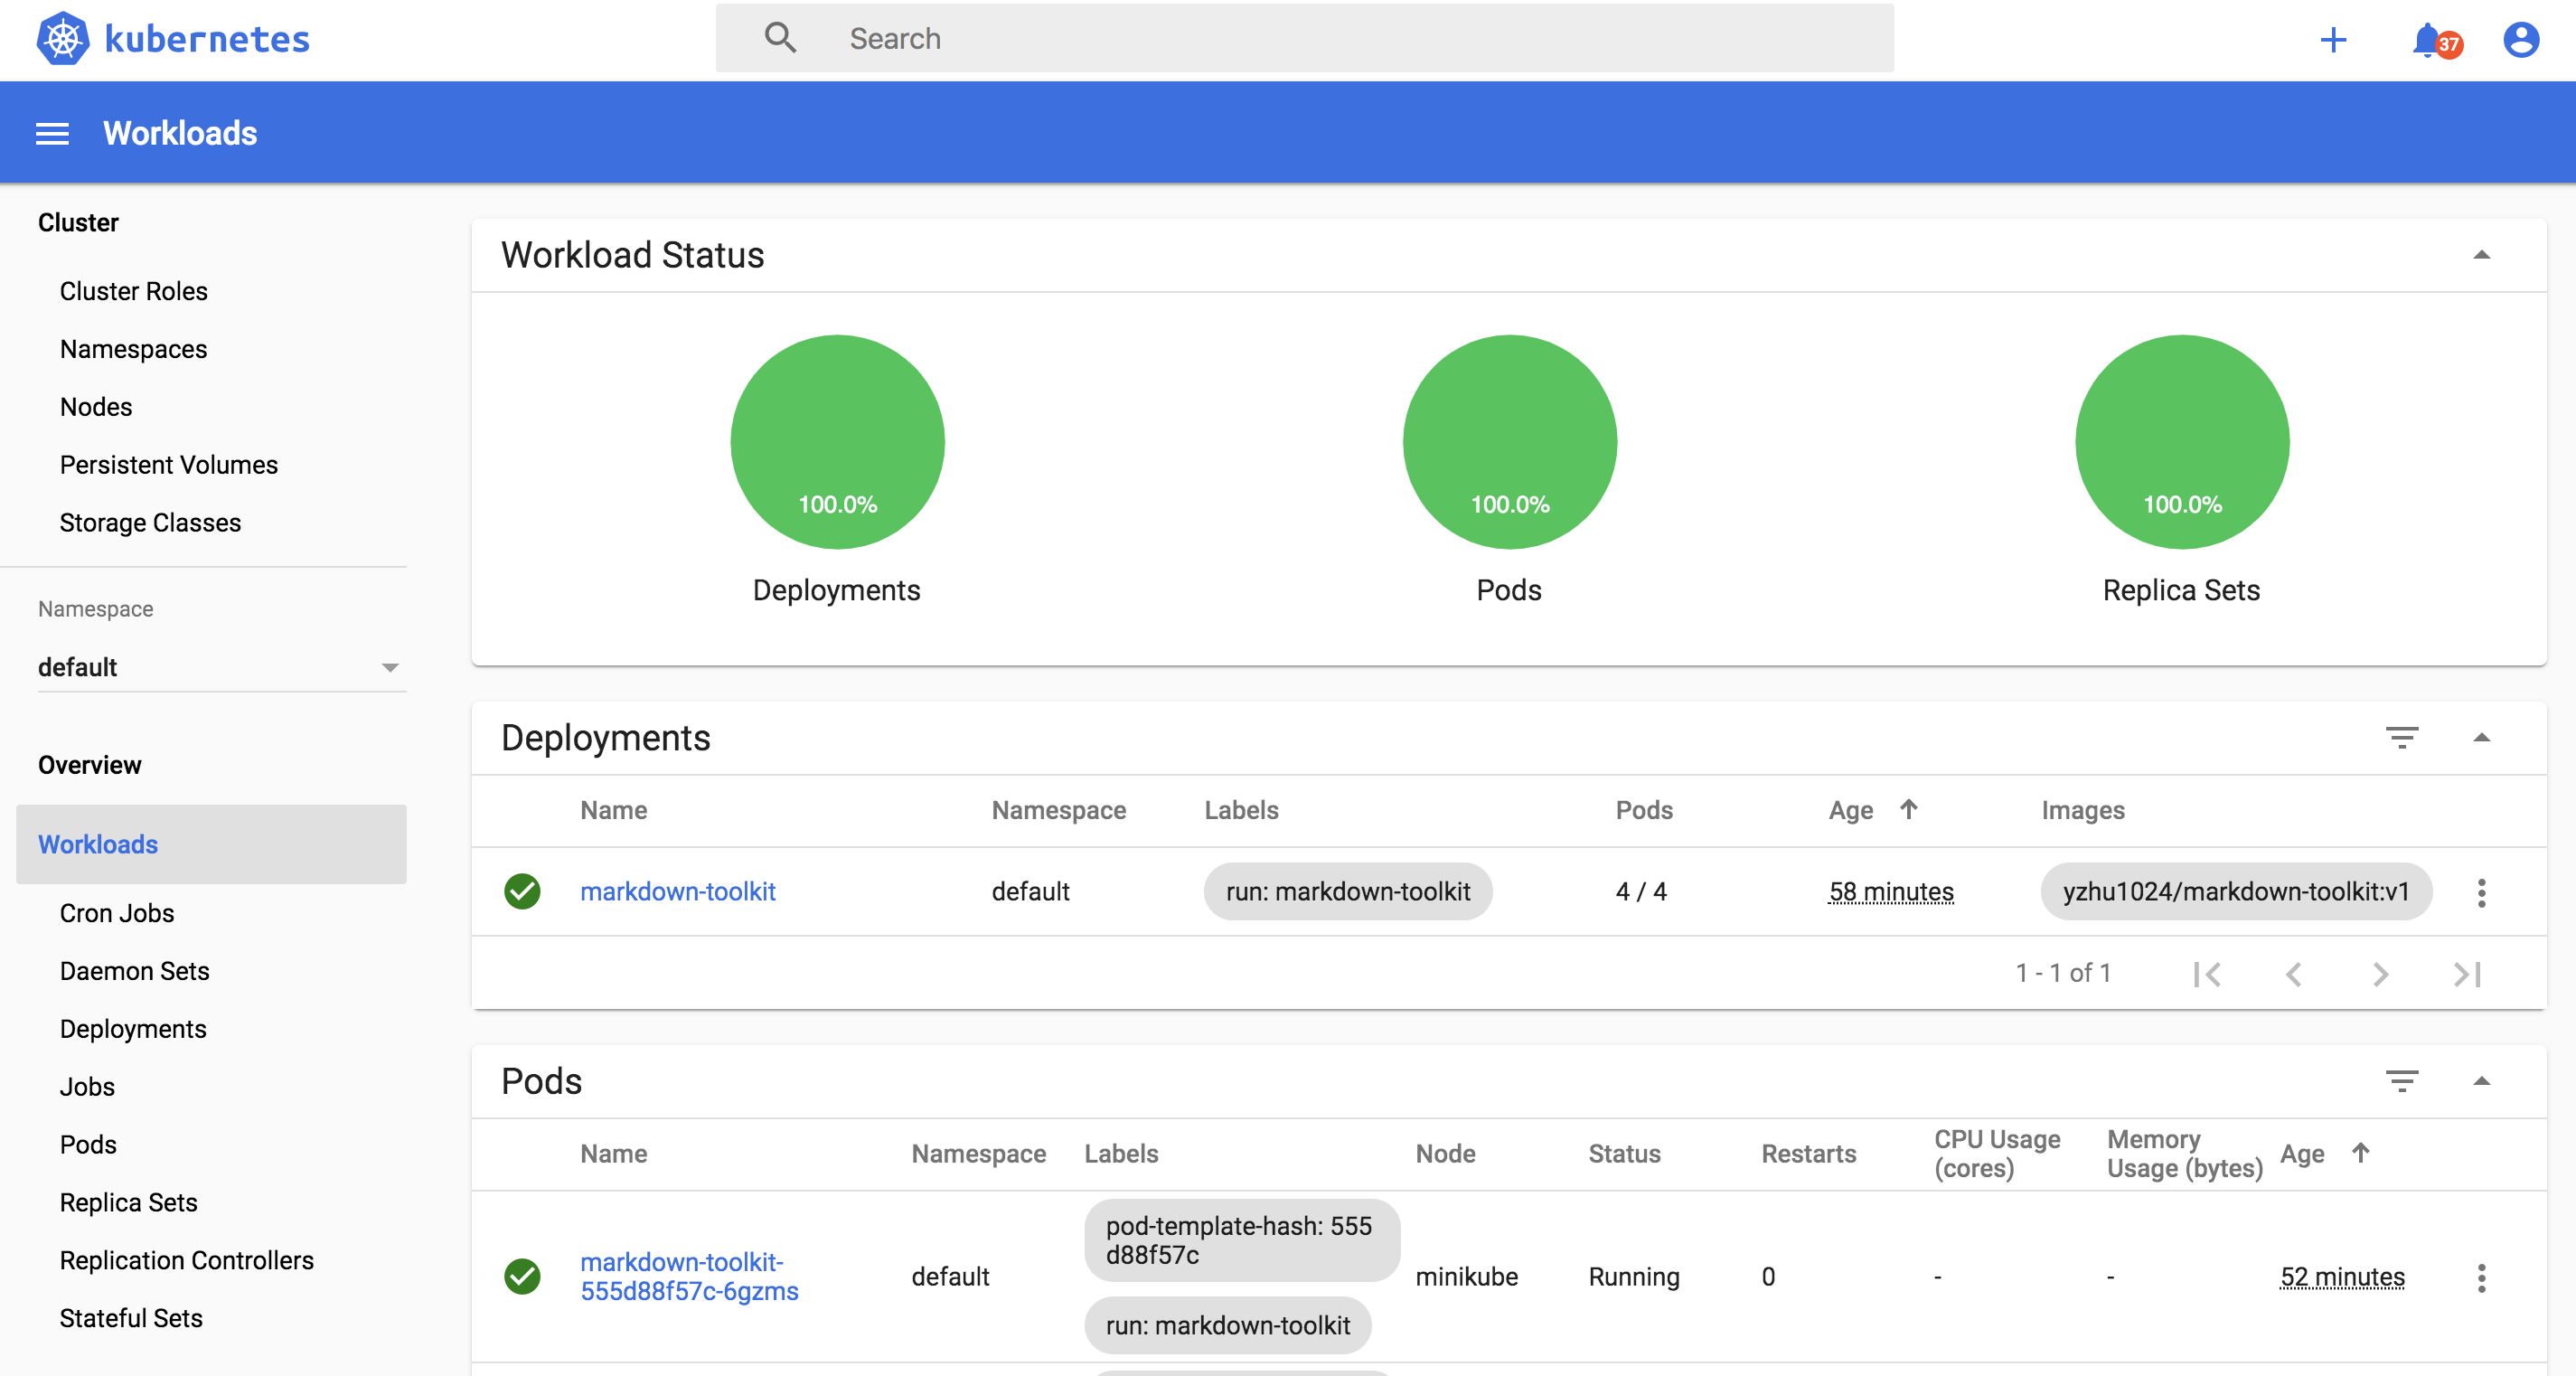 kubernetes
Search
37
Workloads
Cluster
Cluster Roles
Namespaces
Nodes
Persistent Volumes
Storage Classes
Namespace
default
Overview
Workloads
Cron Jobs
Daemon Sets
Deployments
Jobs
Pods
Replica Sets
Replication Controllers
Stateful Sets
Workload Status
100.0%
100.0%
100.0%
Deployments
Pods
Replica Sets
Deployments
Name Namespace Labels Pods Age Images
markdown-toolkit default run: markdown-toolkit 4 / 4 58 minutes yzhu1024/markdown-toolkit:v1
1 - 1 of 1
Pods
Name Namespace Labels Node Status Restarts CPU Usage (cores) Memory Usage (bytes) Age
markdown-toolkit-
555d88f57c-6gzms
default
pod-template-hash: 555
d88f57c
run: markdown-toolkit
minikube
Running
0
-
-
52 minutes